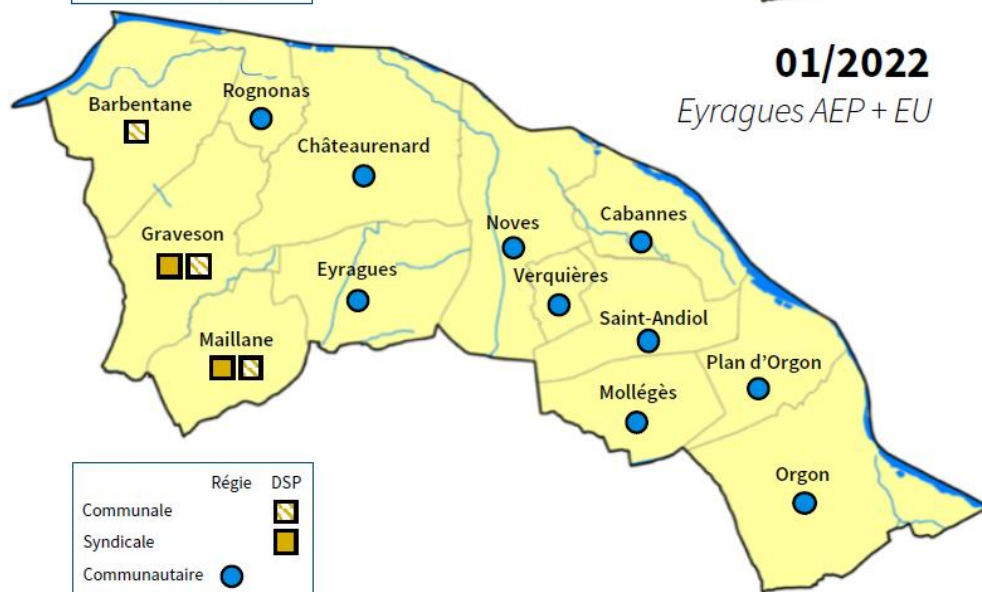 01/2022
Eyragues AEP + EU
Barbentane
Rognonas
Châteaurenard
Graveson
Eyragues
Noves
Cabannes
Verquières
Maillane
Saint-Andiol
Plan d'Orgon
Mollégès
Orgon
Régie DSP
Communale
Syndicale
Communautaire